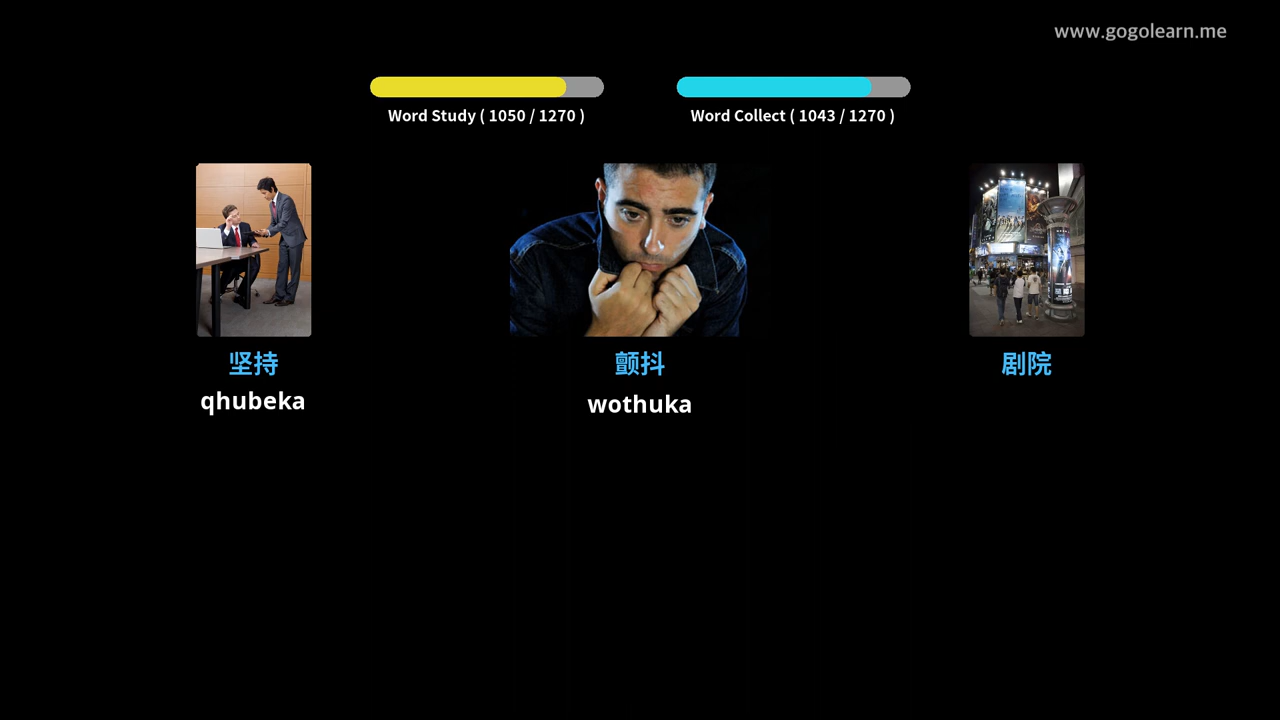 www.gogolearn.me
Word Study ( 1050 / 1270 )
Word Collect ( 1043 / 1270 )
坚持
颤抖
剧院
qhubeka
wothuka